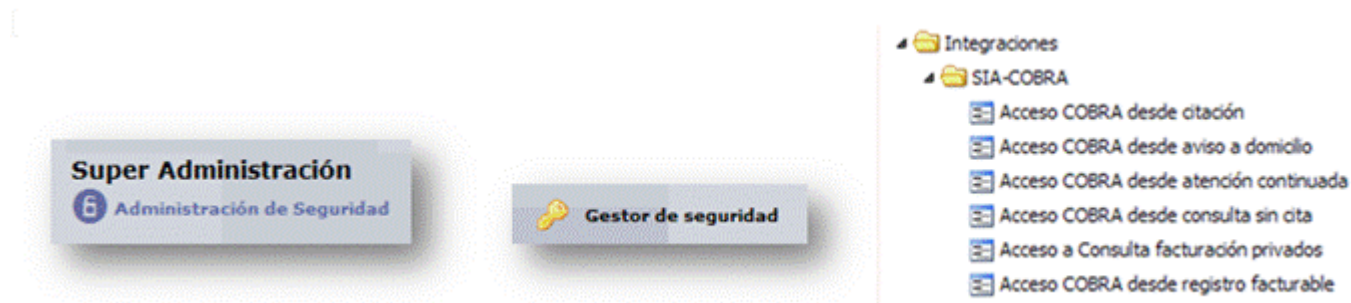 Super Administración
6 Administración de Seguridad
Gestor de seguridad
Integraciones
SIA-COBRA
Acceso COBRA desde citación
Acceso COBRA desde aviso a domicilio
Acceso COBRA desde atención continuada
Acceso COBRA desde consulta sin cita
Acceso a Consulta facturación privados
Acceso COBRA desde registro facturable